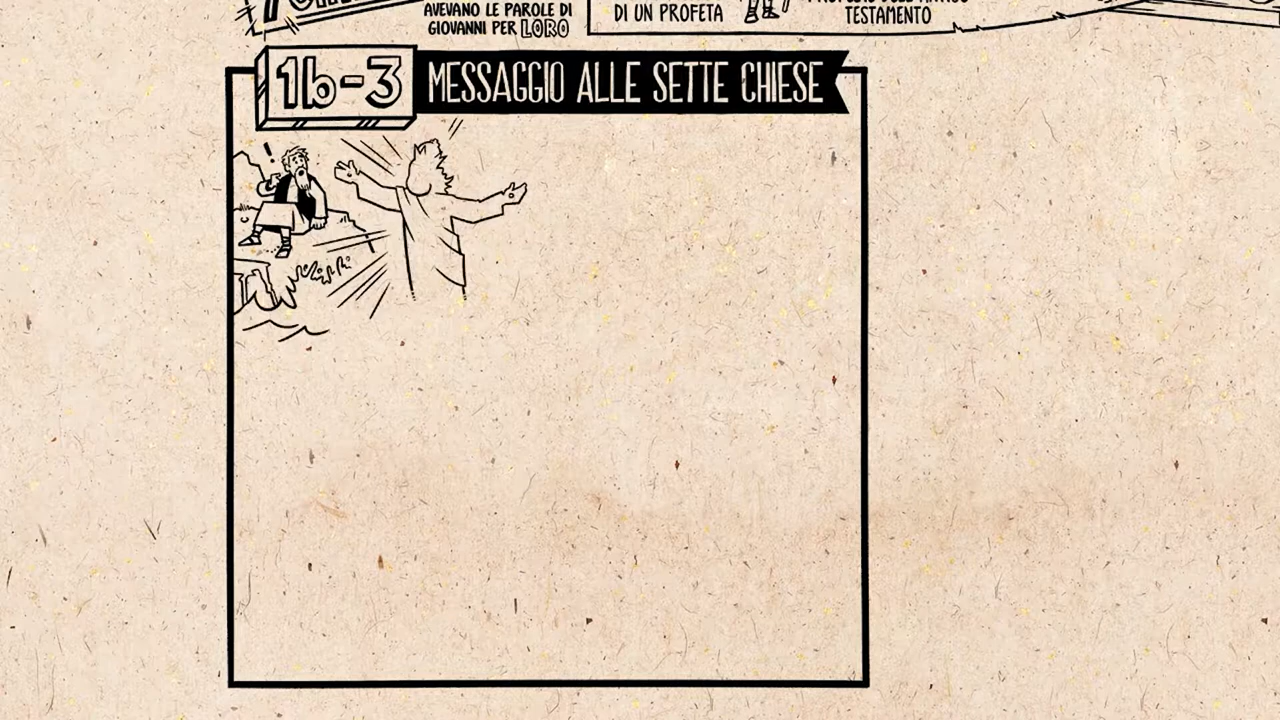 AVEVANO LE PAROLE DI
GIOVANNI PER LORO
DI UN PROFETA
TESTAMENTO
1b-3 MESSAGGIO ALLE SETTE CHIESE
!